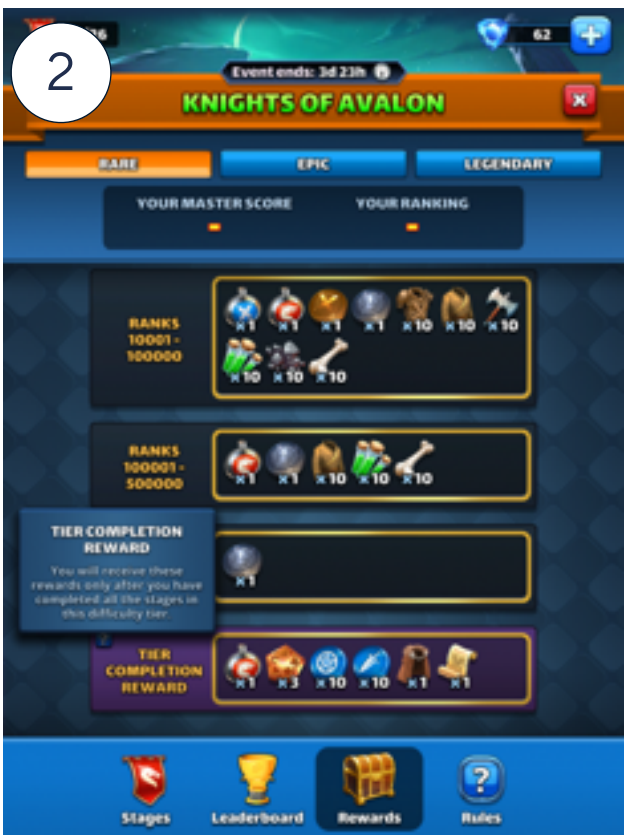 2
62
Event ends: 3d 23h
KNIGHTS OF AVALON
RARE
EPIC
LEGENDARY
YOUR MASTER SCORE
YOUR RANKING
-
-
RANKS
10001 -
100000
x1 x1 x1 x1 x10 x10 x10
x10 x10 x10
RANKS
100001 -
500000
x1 x1 x10 x10 x10
TIER COMPLETION
REWARD
You will receive these
rewards only after you have
completed all the stages in
this difficulty tier.
x1
TIER
COMPLETION
REWARD
x1 x3 x10 x10 x1 x1
Stages
Leaderboard
Rewards
?
Rules